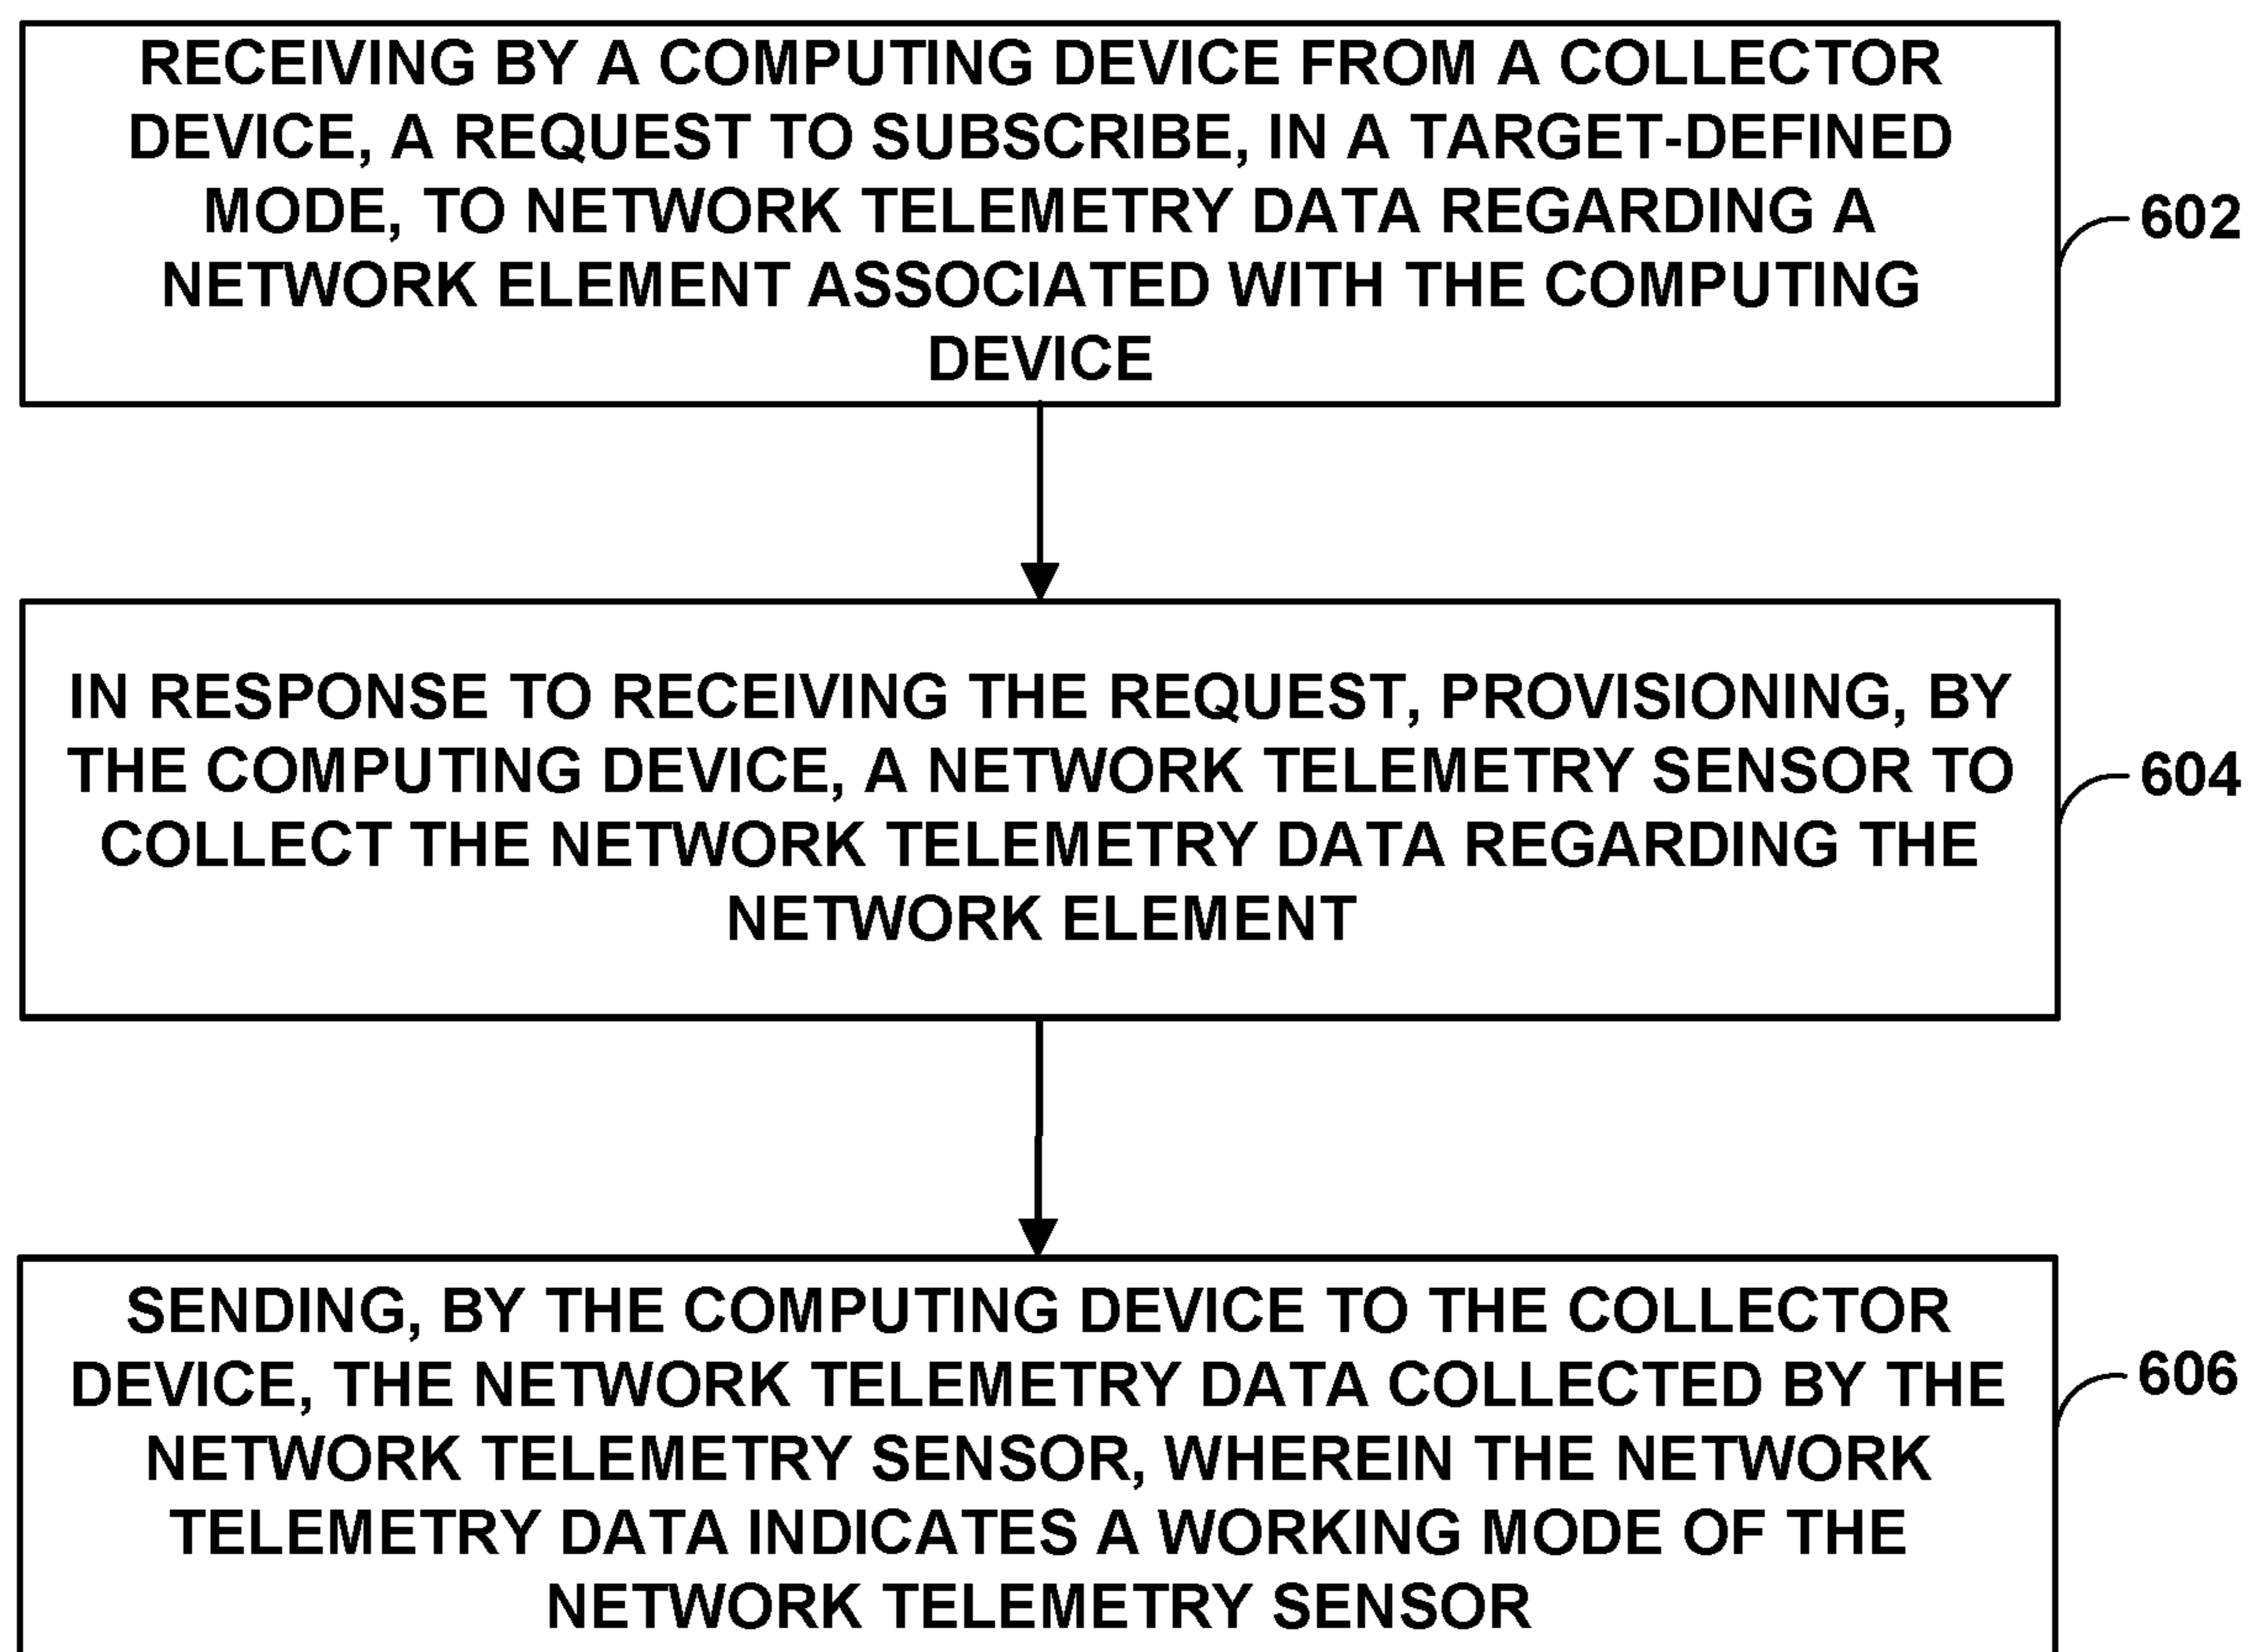 RECEIVING BY A COMPUTING DEVICE FROM A COLLECTOR
DEVICE, A REQUEST TO SUBSCRIBE, IN A TARGET-DEFINED
MODE, TO NETWORK TELEMETRY DATA REGARDING A
NETWORK ELEMENT ASSOCIATED WITH THE COMPUTING
DEVICE
602
IN RESPONSE TO RECEIVING THE REQUEST, PROVISIONING, BY
THE COMPUTING DEVICE, A NETWORK TELEMETRY SENSOR TO
COLLECT THE NETWORK TELEMETRY DATA REGARDING THE
NETWORK ELEMENT
604
SENDING, BY THE COMPUTING DEVICE TO THE COLLECTOR
DEVICE, THE NETWORK TELEMETRY DATA COLLECTED BY THE
NETWORK TELEMETRY SENSOR, WHEREIN THE NETWORK
TELEMETRY DATA INDICATES A WORKING MODE OF THE
NETWORK TELEMETRY SENSOR
606